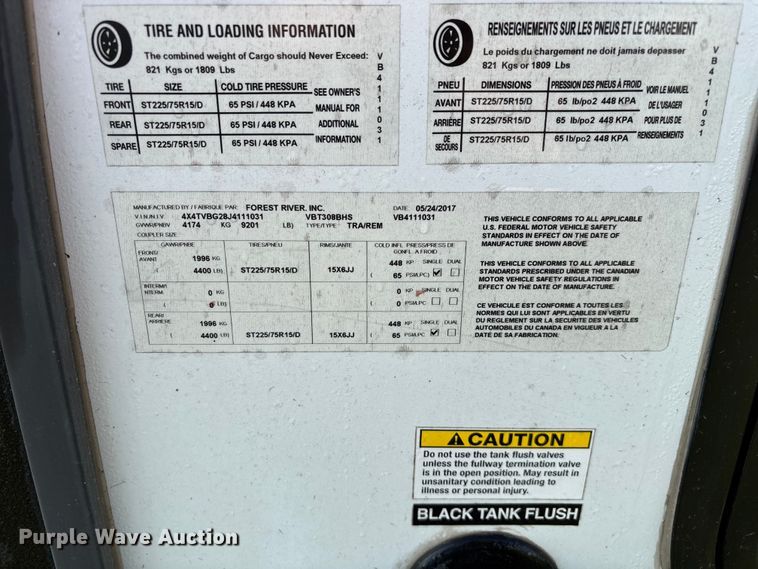 TIRE AND LOADING INFORMATION
The combined weight of Cargo should Never Exceed:
821 Kgs or 1809 Lbs
TIRE SIZE COLD TIRE PRESSURE
FRONT ST225/75R15/D 65 PSI / 448 KPA
REAR ST225/75R15/D 65 PSI / 448 KPA
SPARE ST225/75R15/D 65 PSI / 448 KPA
SEE OWNER'S
MANUAL FOR
ADDITIONAL
INFORMATION
VB4111031
RENSEIGNEMENTS SUR LES PNEUS ET LE CHARGEMENT
Le poids du chargement ne doit jamais depasser
821 Kgs or 1809 Lbs
PNEU DIMENSIONS PRESSION DES PNEUS À FROID
AVANT ST225/75R15/D 65 lb/po2 448 KPA
ARRIÈRE ST225/75R15/D 65 lb/po2 448 KPA
DE SECOURS ST225/75R15/D 65 lb/po2 448 KPA
VOIR LE MANUEL
DE L'USAGER
POUR PLUS DE
RENSEIGNEMENTS
VB4111031
MANUFACTURED BY / FABRIQUE PAR: FOREST RIVER, INC. DATE 05/24/2017
V.I.N./N.I.V. 4X4TVBG28J4111031 VBT308BHS VB4111031
GVWR/PNBV 4174 KG 9201 LB) TYPE/TYPE: TRA/REM
COUPLER SIZE:
GAWR/PNBE TIRES/PNEU RIMS/JANTE COLD INFL PRESS/PRESS DE
GONFL A FROID
FRONT/
AVANT 1996 KG 448 KP SINGLE DUAL
( 4400 LB) ST225/75R15/D 15X6JJ ( 65 PSM,PC)
INTERM/
INTERM. 0 KG 0 KP SINGLE DUAL
( 0 LB) ( 0 PSM,PC
REAR/
ARRIERE 1996 KG 448 KP SINGLE DUAL
( 4400 LB) ST225/75R15/D 15X6JJ ( 65 PSM,PC
THIS VEHICLE CONFORMS TO ALL APPLICABLE
U.S. FEDERAL MOTOR VEHICLE SAFETY
STANDARDS IN EFFECT ON THE DATE OF
MANUFACTURE SHOWN ABOVE.
THIS VEHICLE CONFORMS TO ALL APPLICABLE
STANDARDS PRESCRIBED UNDER THE CANADIAN
MOTOR VEHICLE SAFETY REGULATIONS IN
EFFECT ON THE DATE OF MANUFACTURE.
CE VEHICULE EST CONFORME A TOUTES LES
NORMES QUI LUI SONT APPLICABLES EN VERTU
DU REGLEMENT SUR LA SECURITE DES VEHICULES
AUTOMOBILES DU CANADA EN VIGUEUR A LA
DATE DE SA FABRICATION.
CAUTION
Do not use the tank flush valves
unless the fullway termination valve
is in the open position. May result in
unsanitary condition leading to
illness or personal injury.
BLACK TANK FLUSH
Purple Wave Auction